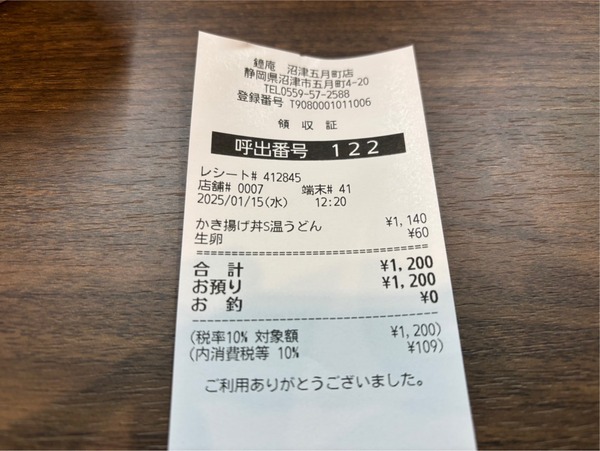 鐘庵 沼津五月町店
静岡県沼津市五月町4-20
TEL0559-57-2588
登録番号 T9080001011006
領 収 証
呼出番号 122
レシート# 412845
店舗# 0007 端末# 41
2025/01/15(水) 12:20
かき揚げ丼S温うどん ¥1,140
生卵 ¥60
合 計 ¥1,200
お預り ¥1,200
お 釣 ¥0
(税率10% 対象額 ¥1,200)
(内消費税等 10% ¥109)
ご利用ありがとうございました。